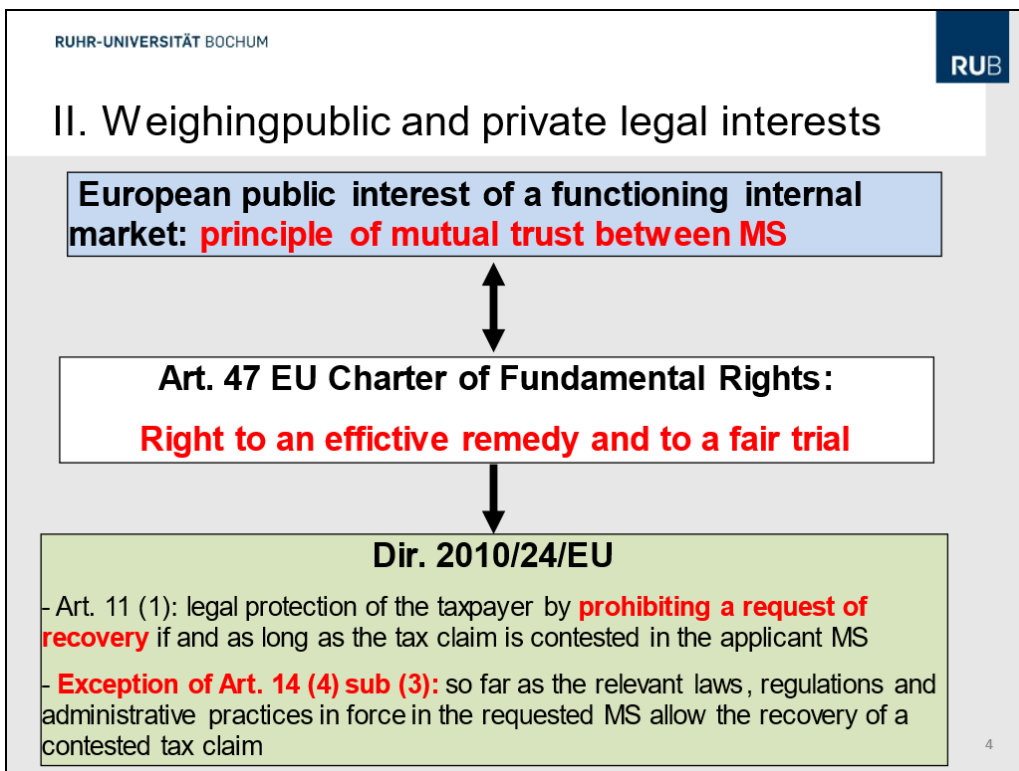 RUHR-UNIVERSITÄT BOCHUM
RUB
II. Weighingpublic and private legal interests
European public interest of a functioning internal
market: principle of mutual trust between MS
Art. 47 EU Charter of Fundamental Rights:
Right to an effictive remedy and to a fair trial
Dir. 2010/24/EU
- Art. 11 (1): legal protection of the taxpayer by prohibiting a request of
recovery if and as long as the tax claim is contested in the applicant MS
- Exception of Art. 14 (4) sub (3): so far as the relevant laws, regulations and
administrative practices in force in the requested MS allow the recovery of a
contested tax claim
4